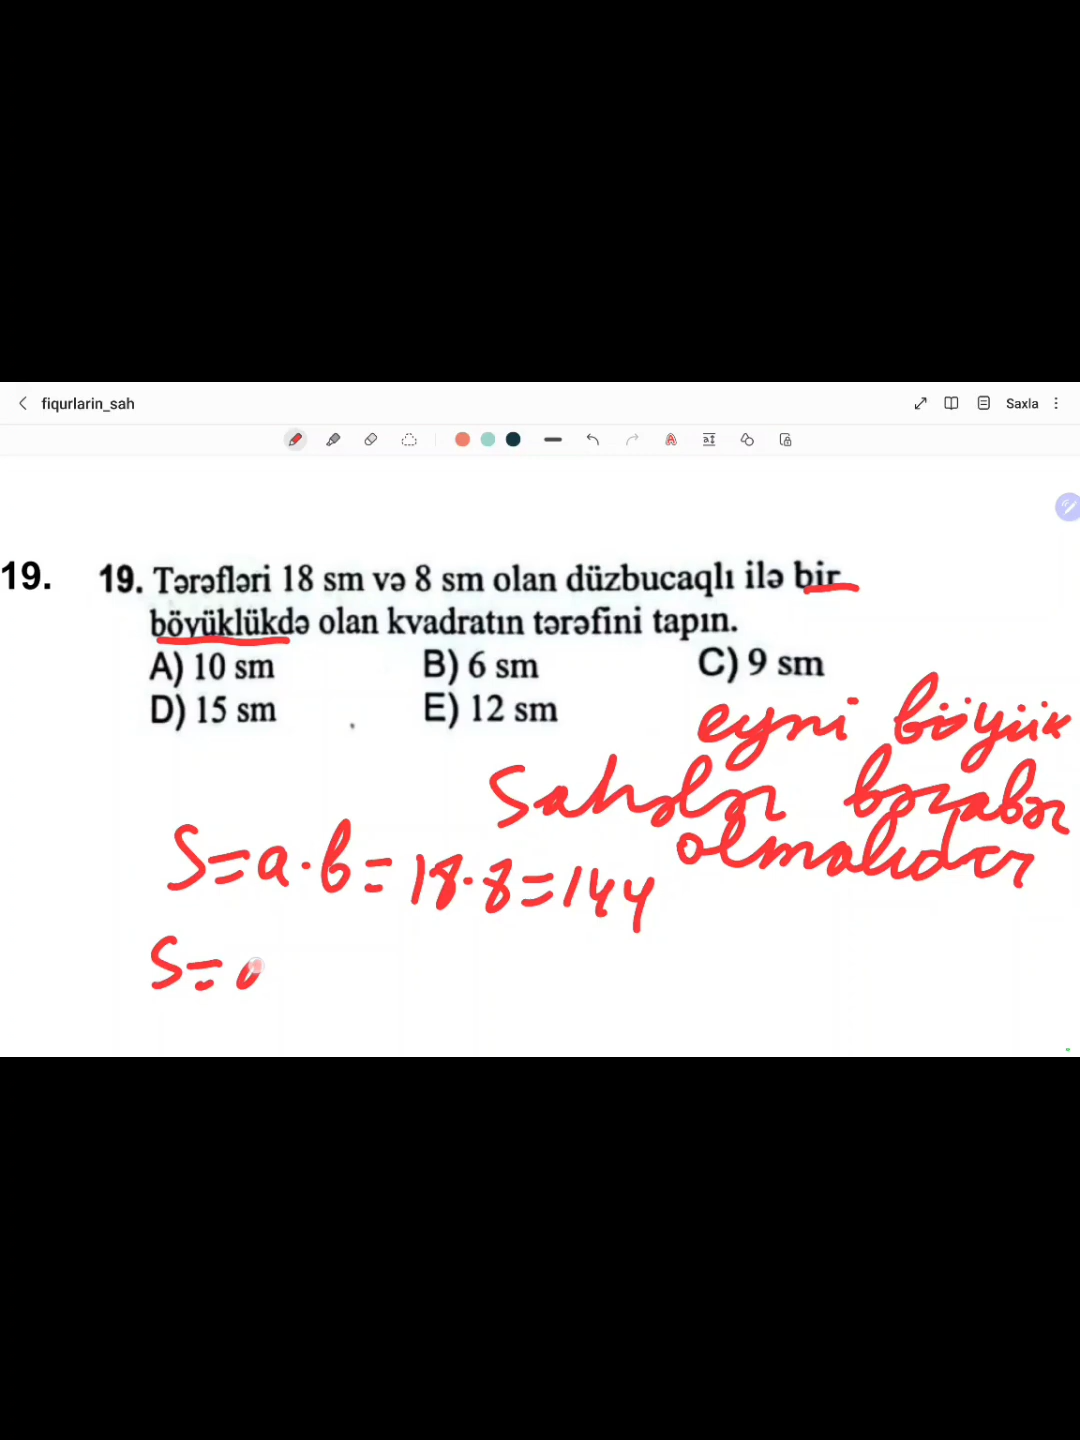 fiqurlarin_sah
Saxla
19. 19. Tərəfləri 18 sm və 8 sm olan düzbucaqlı ilə bir
böyüklükdə olan kvadratın tərəfini tapın.
A) 10 sm B) 6 sm C) 9 sm
D) 15 sm E) 12 sm
eyni böyük
Sahələr bərabər
olmalıdır
S=a·b=18·8=144
S=a